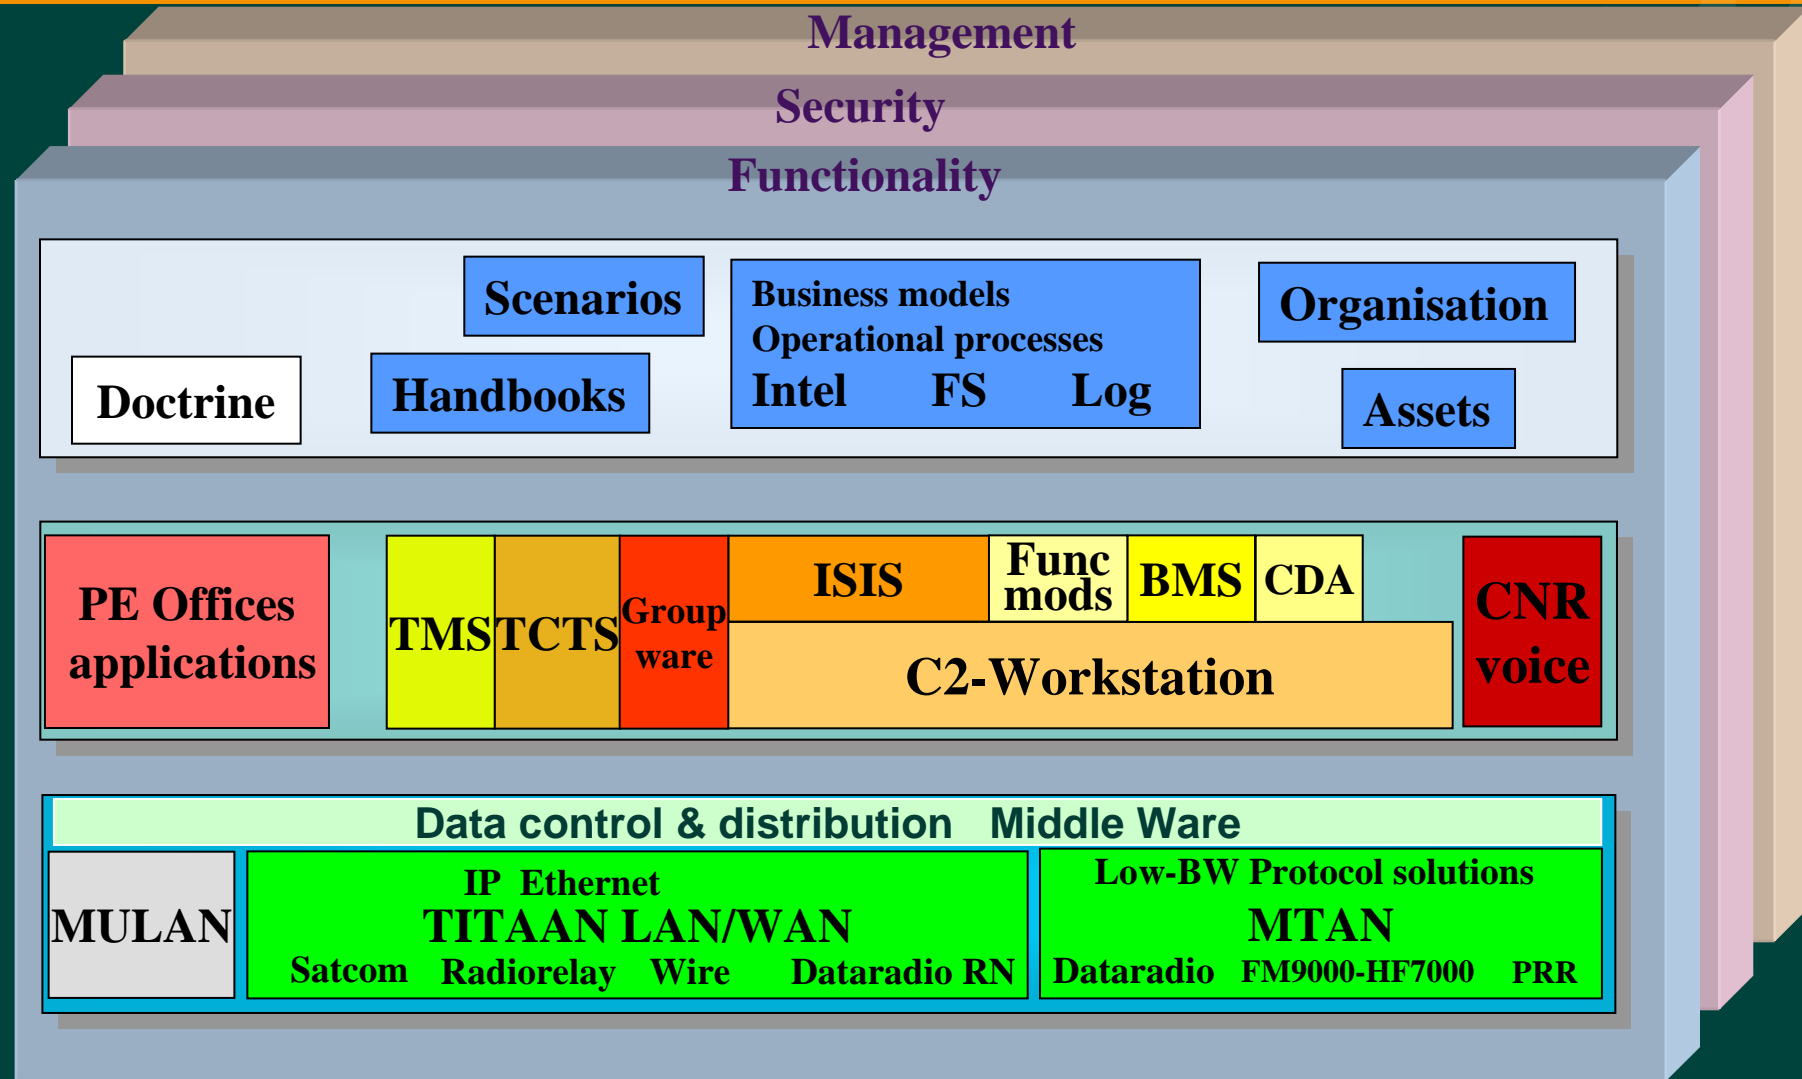 Management
Security
Functionality
Scenarios
Business models
Operational processes
Intel FS Log
Organisation
Doctrine
Handbooks
Assets
PE Offices
applications
TMS
TCTS
Group
ware
ISIS
Func
mods
BMS
CDA
C2-Workstation
CNR
voice
Data control & distribution Middle Ware
MULAN
IP Ethernet
TITAAN LAN/WAN
Satcom Radiorelay Wire Dataradio RN
Low-BW Protocol solutions
MTAN
Dataradio FM9000-HF7000 PRR